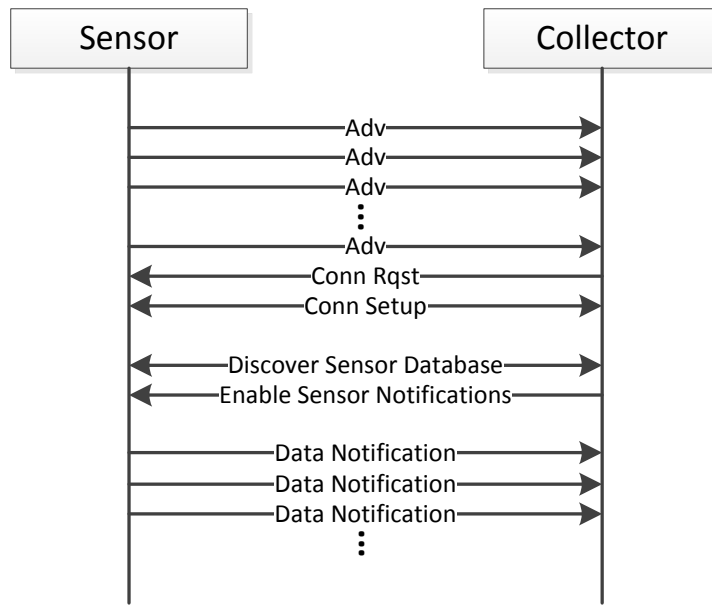 Sensor
Collector
Adv
Adv
Adv
Adv
Conn Rqst
Conn Setup
Discover Sensor Database
Enable Sensor Notifications
Data Notification
Data Notification
Data Notification